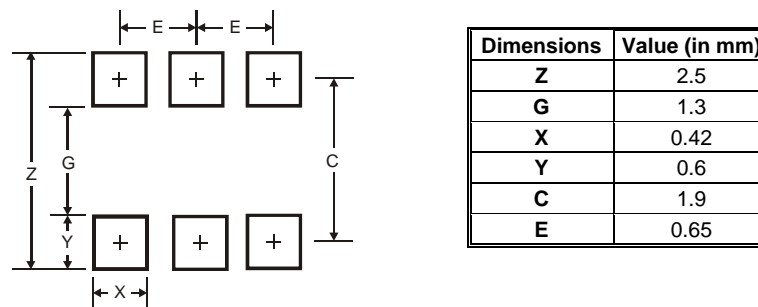 E E
G
Z
C
Y
X
Dimensions Value (in mm)
Z 2.5
G 1.3
X 0.42
Y 0.6
C 1.9
E 0.65